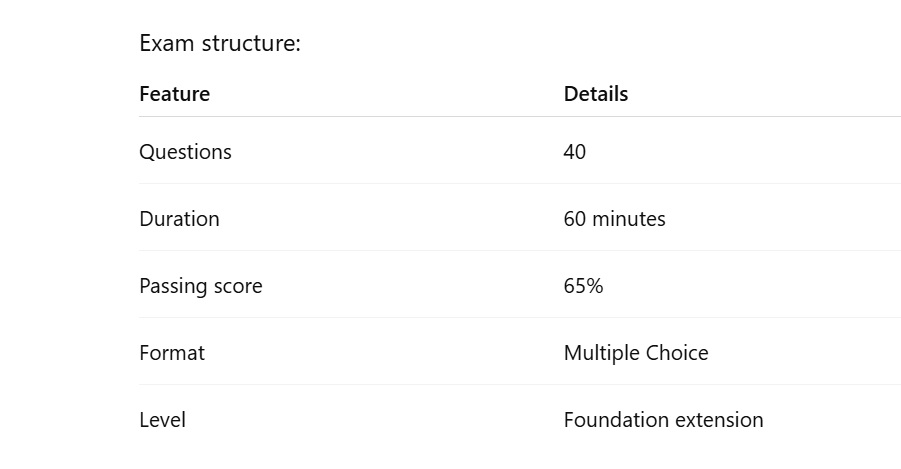 Exam structure:
Feature Details
Questions 40
Duration 60 minutes
Passing score 65%
Format Multiple Choice
Level Foundation extension